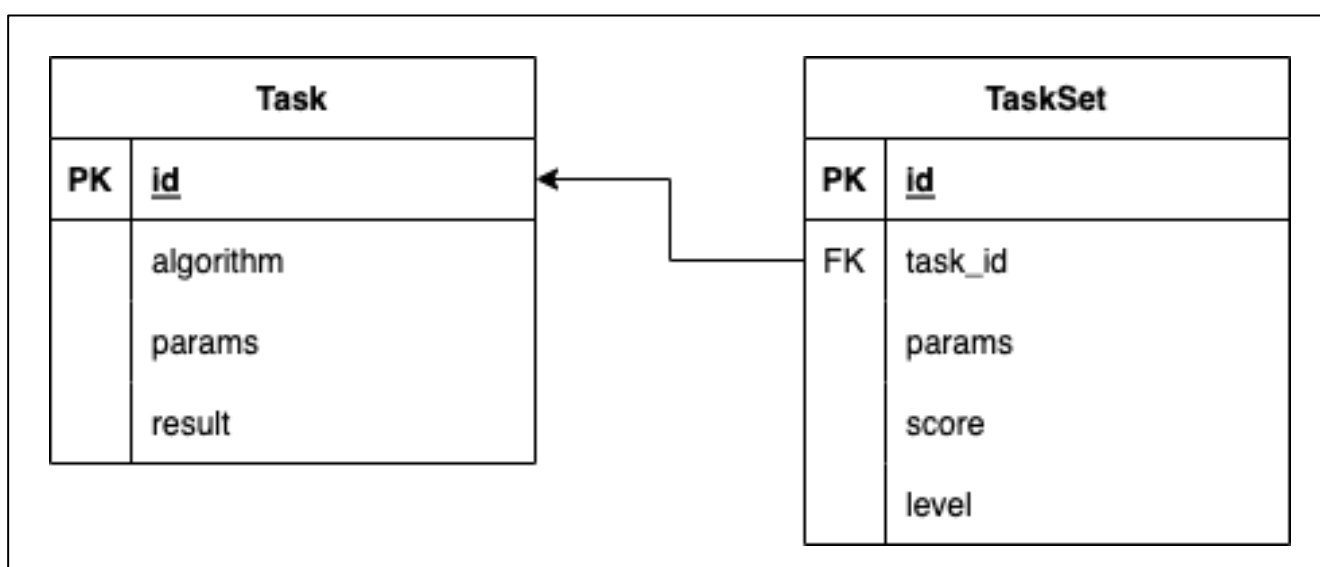 Task
PK id
algorithm
params
result
TaskSet
PK id
FK task_id
params
score
level